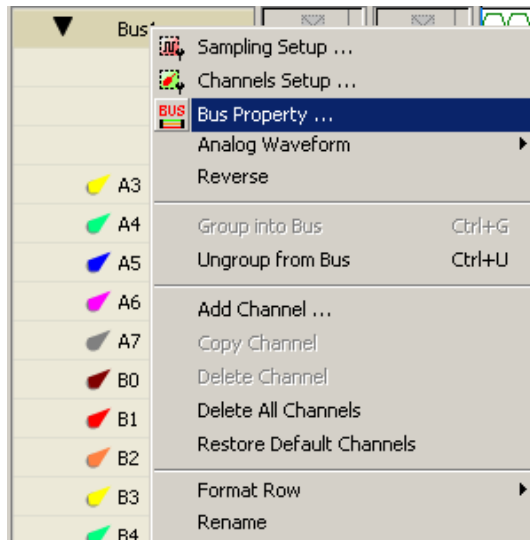 Bus1
Sampling Setup ...
Channels Setup ...
BUS Bus Property ...
Analog Waveform
A3 Reverse
A4 Group into Bus Ctrl+G
A5 Ungroup from Bus Ctrl+U
A6 Add Channel ...
A7 Copy Channel
B0 Delete Channel
B1 Delete All Channels
B2 Restore Default Channels
B3 Format Row
B4 Rename